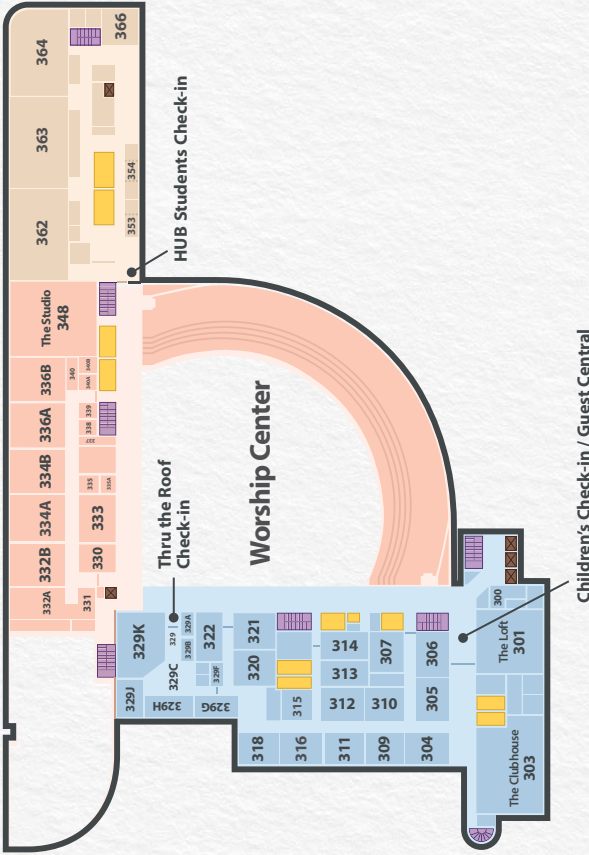 364
366
363
354
353
362
HUB Students Check-in
The Studio
348
336B
340
340B
340A
336A
339
338
337
334B
335
335A
334A
333
332B
330
332A
331
Worship Center
Thru the Roof
Check-in
329K
329
329A
329B
322
329C
329F
329J
329H
329G
321
320
315
314
313
312
307
310
306
305
318
316
311
309
304
300
The Loft
301
The Clubhouse
303
Children's Check-in / Guest Central